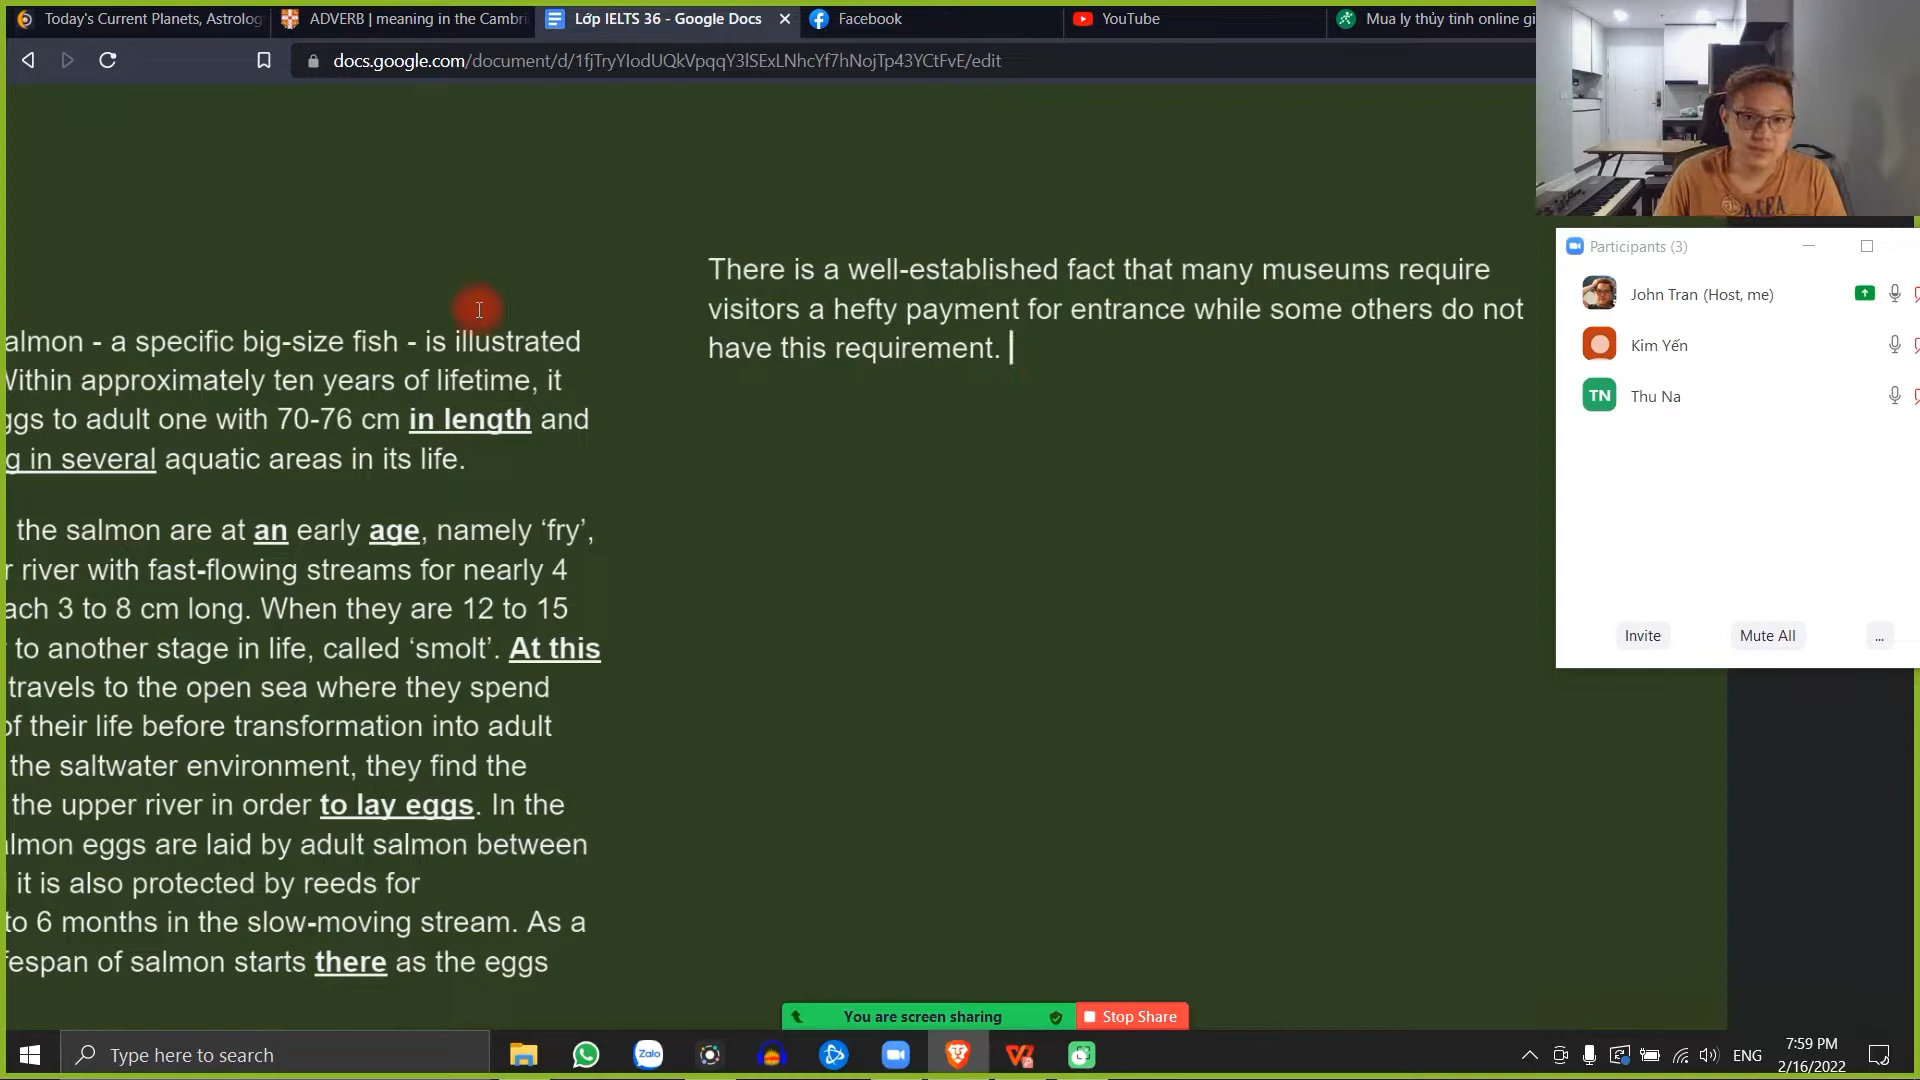 Today's Current Planets, Astrolog
ADVERB | meaning in the Cambri
Lớp IELTS 36 - Google Docs
Facebook
YouTube
Mua ly thủy tinh online gi
docs.google.com/document/d/1fjTryYIodUQkVpqqY3lSExLNhcYf7hNojTp43YCtFvE/edit
almon - a specific big-size fish - is illustrated
Within approximately ten years of lifetime, it
ggs to adult one with 70-76 cm in length and
g in several aquatic areas in its life.
the salmon are at an early age, namely ‘fry’,
r river with fast-flowing streams for nearly 4
ach 3 to 8 cm long. When they are 12 to 15
to another stage in life, called ‘smolt’. At this
travels to the open sea where they spend
of their life before transformation into adult
the saltwater environment, they find the
the upper river in order to lay eggs. In the
almon eggs are laid by adult salmon between
it is also protected by reeds for
to 6 months in the slow-moving stream. As a
fespan of salmon starts there as the eggs
There is a well-established fact that many museums require
visitors a hefty payment for entrance while some others do not
have this requirement.
Participants (3)
John Tran (Host, me)
Kim Yến
TN Thu Na
Invite
Mute All
...
You are screen sharing
Stop Share
Type here to search
Zalo
ENG
7:59 PM
2/16/2022